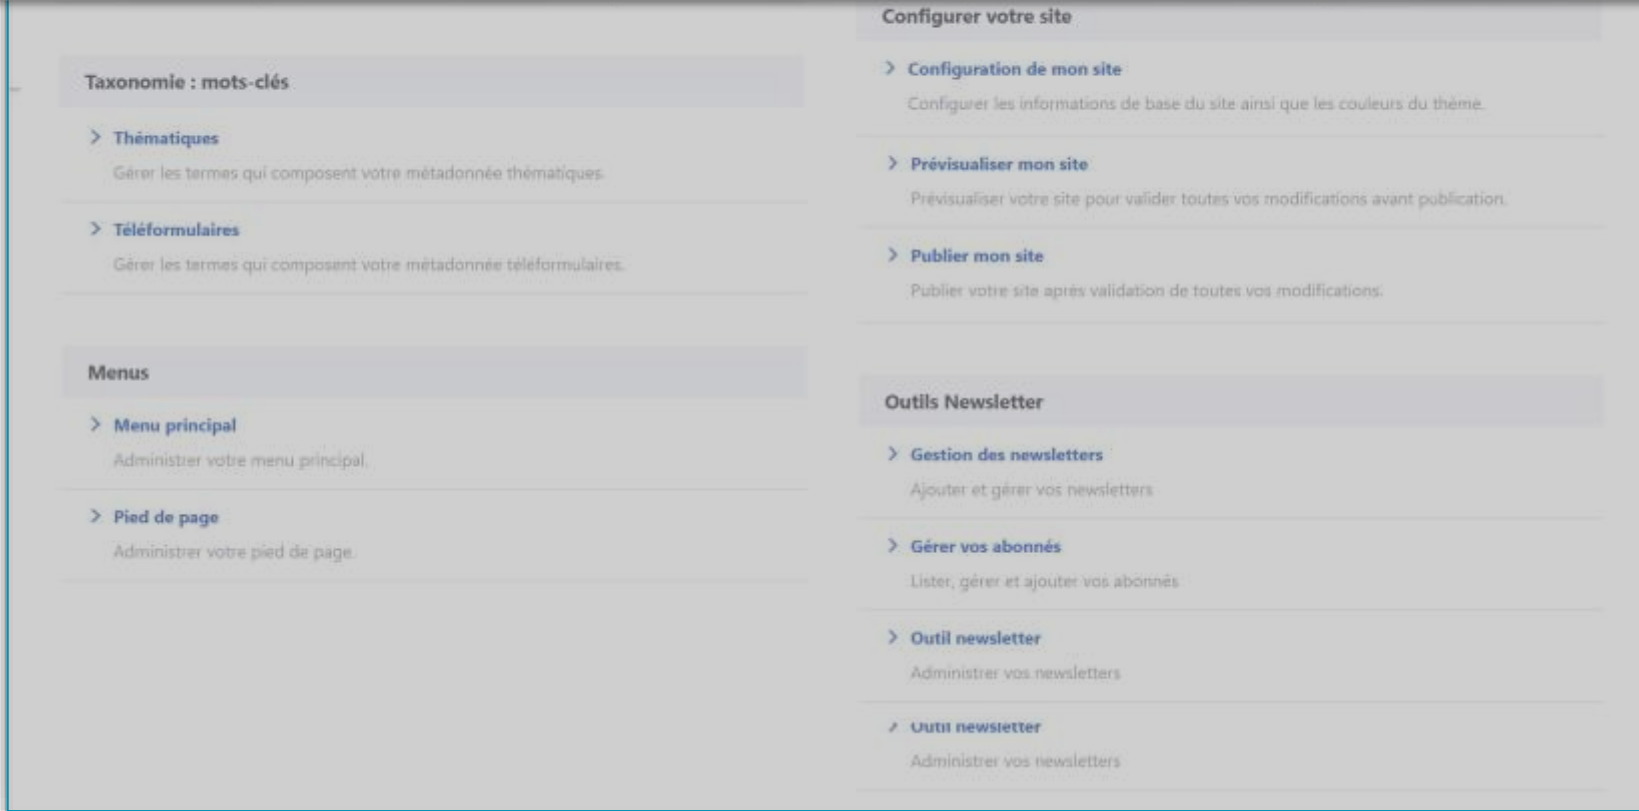 Taxonomie : mots-clés
Thématiques
Gérer les termes qui composent votre métadonnée thématiques.
Téléformulaires
Gérer les termes qui composent votre métadonnée téléformulaires.
Menus
Menu principal
Administrer votre menu principal.
Pied de page
Administrer votre pied de page.
Configurer votre site
Configuration de mon site
Configurer les informations de base du site ainsi que les couleurs du thème.
Prévisualiser mon site
Prévisualiser votre site pour valider toutes vos modifications avant publication.
Publier mon site
Publier votre site après validation de toutes vos modifications.
Outils Newsletter
Gestion des newsletters
Ajouter et gérer vos newsletters
Gérer vos abonnés
Lister, gérer et ajouter vos abonnés
Outil newsletter
Administrer vos newsletters
Outil newsletter
Administrer vos newsletters